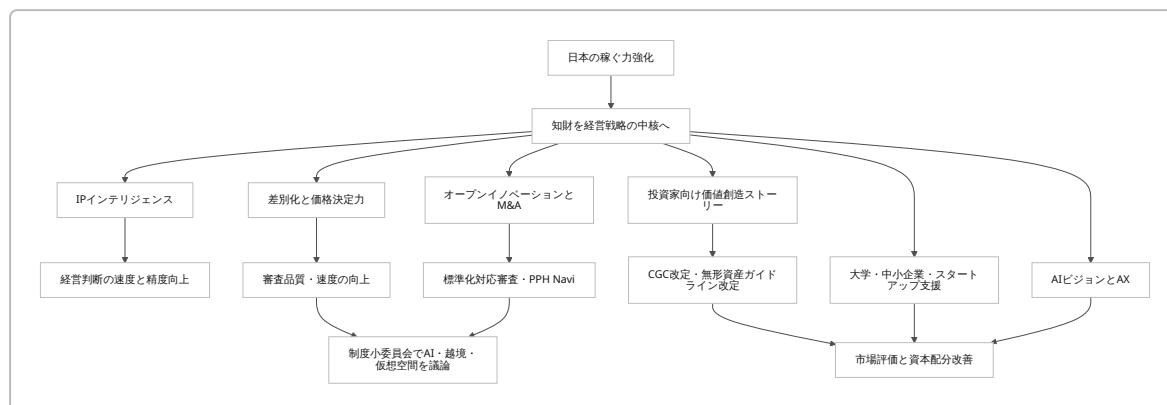 日本の稼ぐ力強化
知財を経営戦略の中核へ
IPインテリジェンス
差別化と価格決定力
オープンイノベーションと
M&A
投資家向け価値創造ストー
リー
経営判断の速度と精度向上
審査品質・速度の向上
標準化対応審査・PPH Navi
CGC改定・無形資産ガイド
ライン改定
大学・中小企業・スタート
アップ支援
AIビジョンとAX
制度小委員会でAI・越境・
仮想空間を議論
市場評価と資本配分改善